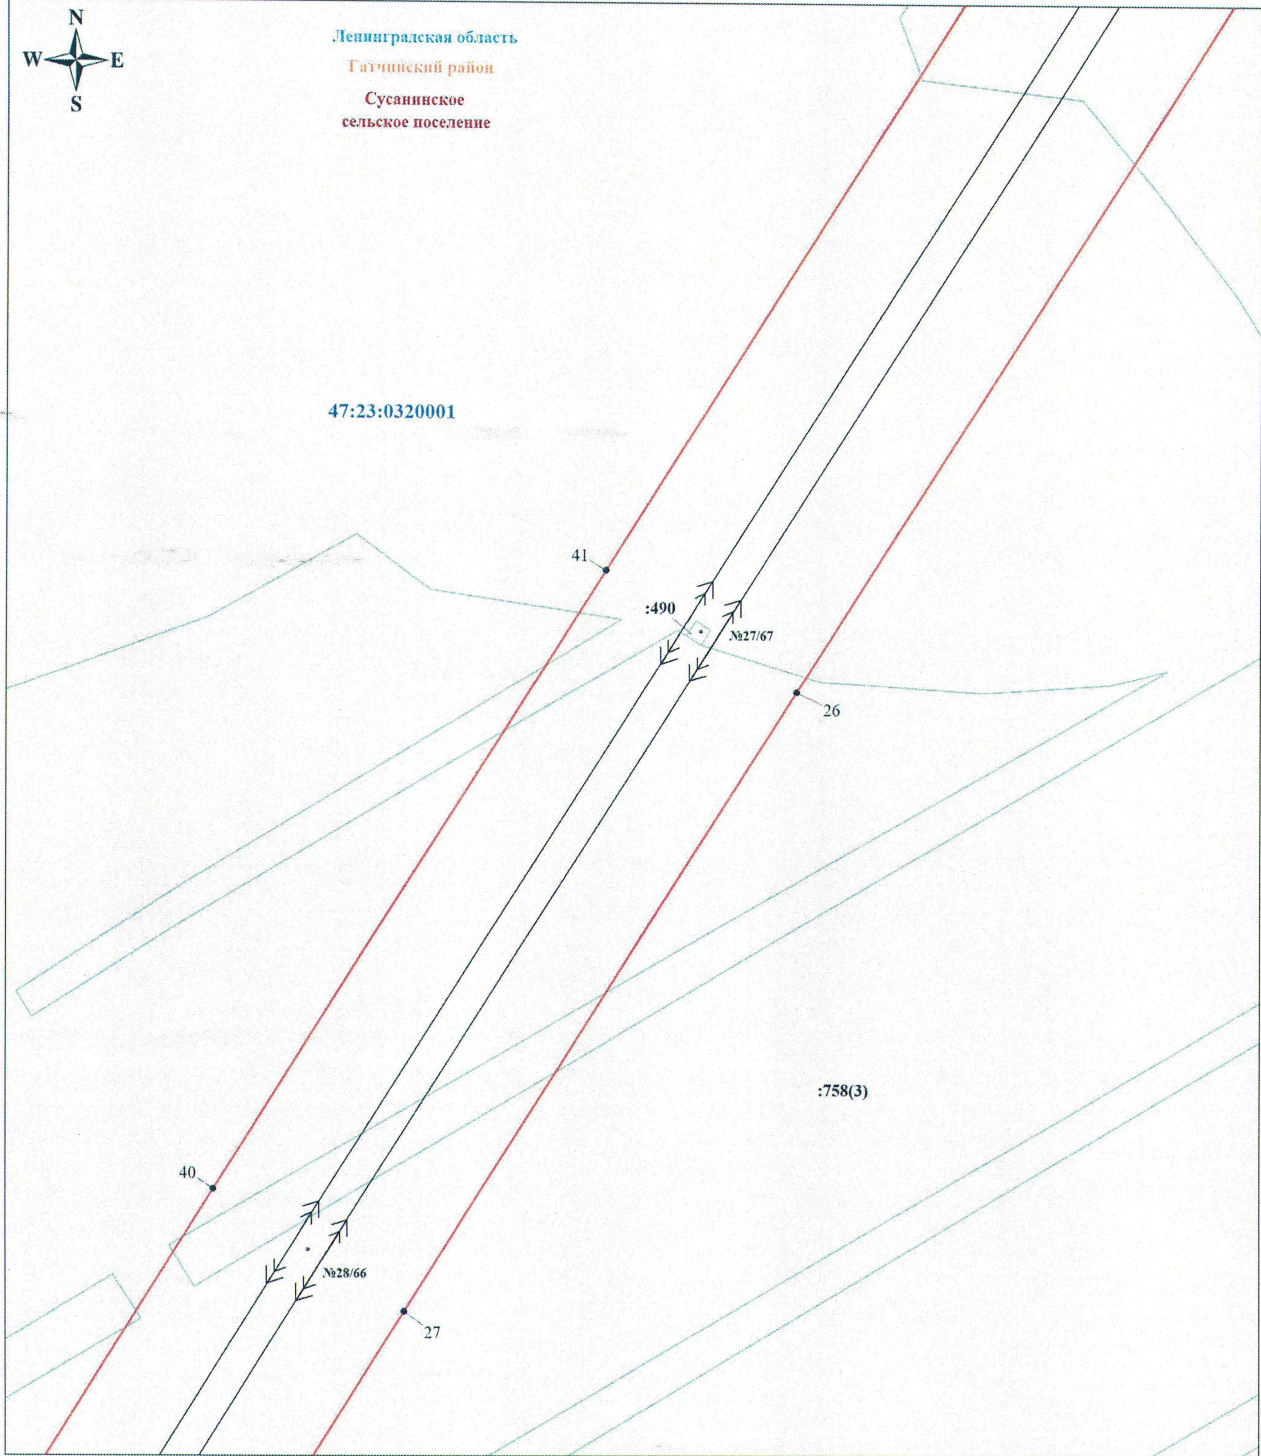 N
W E
S
Ленинградская область
Гатчинский район
Сусанинское
сельское поселение
47:23:0320001
41
:490
№27/67
26
:758(3)
40
№28/66
27